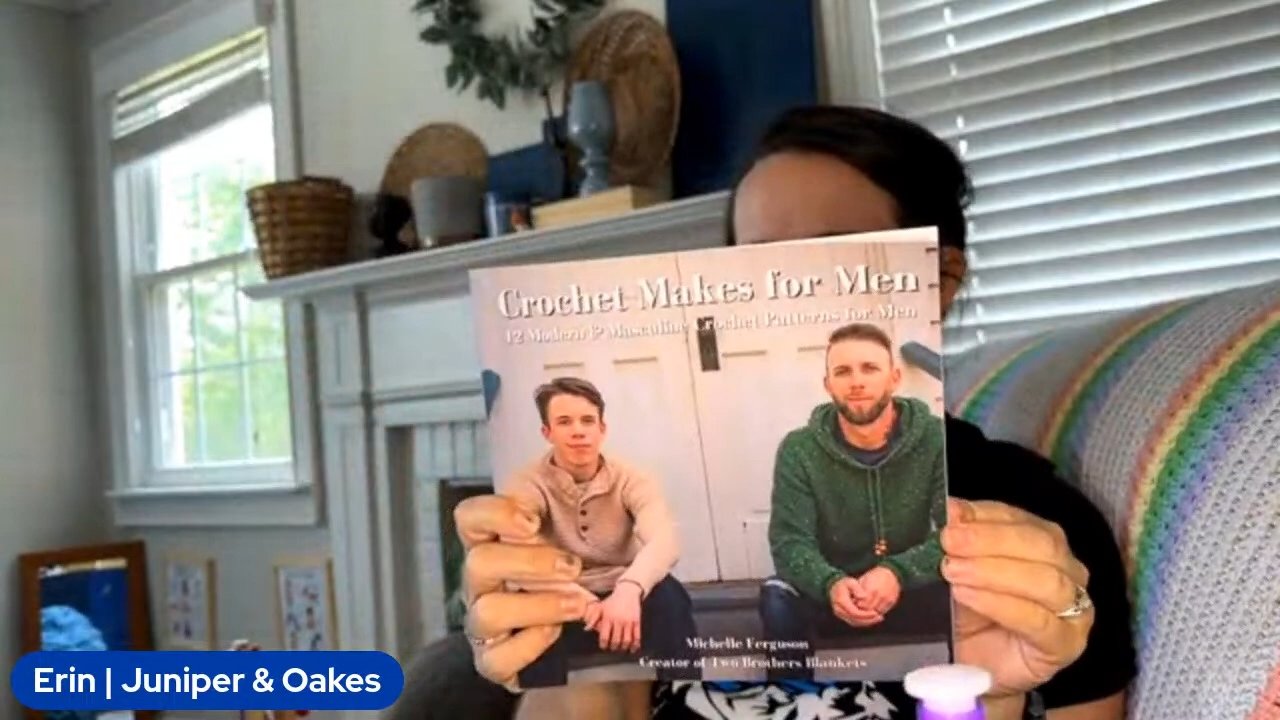 Crochet Makes for Men
12 Modern & Masculine Crochet Patterns for Men
Michelle Ferguson
Creator of Two Brothers Blankets
Erin | Juniper & Oakes